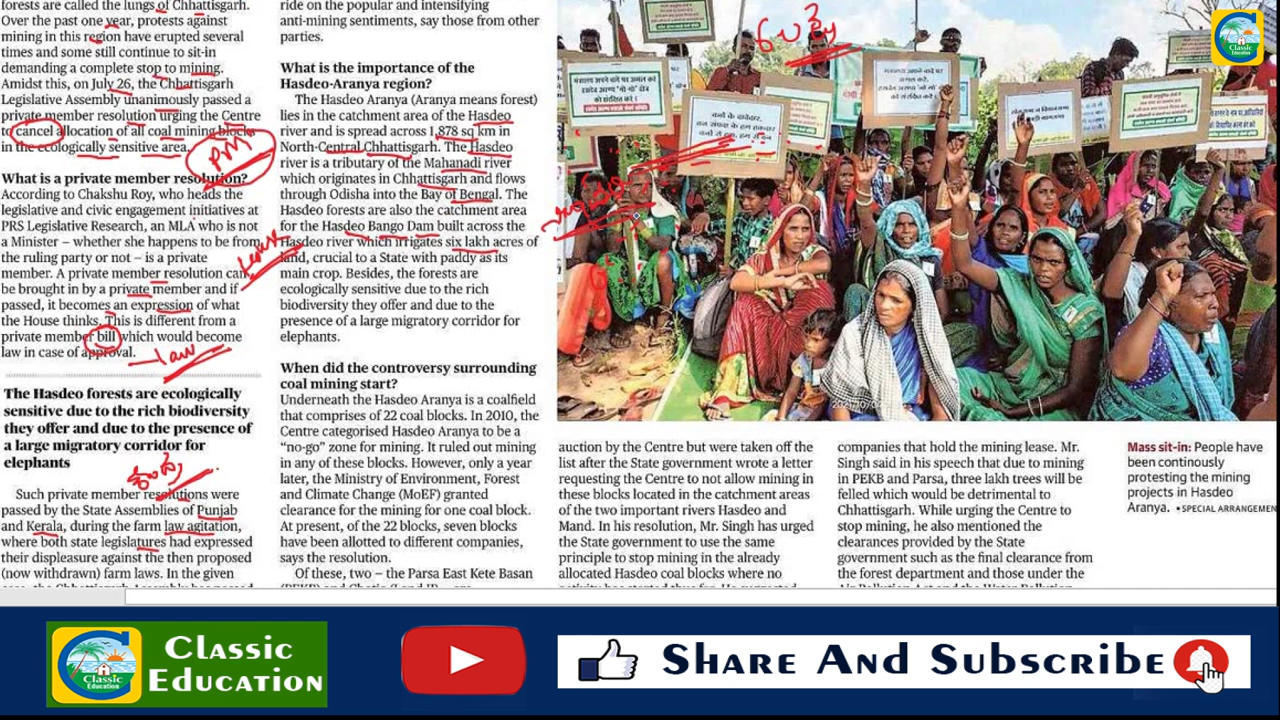 forests are called the lungs of Chhattisgarh.
Over the past one year, protests against
mining in this region have erupted several
times and some still continue to sit-in
demanding a complete stop to mining.
Amidst this, on July 26, the Chhattisgarh
Legislative Assembly unanimously passed a
private member resolution urging the Centre
to cancel allocation of all coal mining blocks
in the ecologically sensitive area.
PM
What is a private member resolution?
According to Chakshu Roy, who heads the
legislative and civic engagement initiatives at
PRS Legislative Research, an MLA who is not
a Minister – whether she happens to be from
the ruling party or not – is a private
member. A private member resolution can
be brought in by a private member and if
passed, it becomes an expression of what
the House thinks. This is different from a
private member bill which would become
law in case of approval.
law
The Hasdeo forests are ecologically
sensitive due to the rich biodiversity
they offer and due to the presence of
a large migratory corridor for
elephants
Such private member resolutions were
passed by the State Assemblies of Punjab
and Kerala, during the farm law agitation,
where both state legislatures had expressed
their displeasure against the then proposed
(now withdrawn) farm laws. In the given
ride on the popular and intensifying
anti-mining sentiments, say those from other
parties.
What is the importance of the
Hasdeo-Aranya region?
The Hasdeo Aranya (Aranya means forest)
lies in the catchment area of the Hasdeo
river and is spread across 1,878 sq km in
North-Central Chhattisgarh. The Hasdeo
river is a tributary of the Mahanadi river
which originates in Chhattisgarh and flows
through Odisha into the Bay of Bengal. The
Hasdeo forests are also the catchment area
for the Hasdeo Bango Dam built across the
Hasdeo river which irrigates six lakh acres of
land, crucial to a State with paddy as its
main crop. Besides, the forests are
ecologically sensitive due to the rich
biodiversity they offer and due to the
presence of a large migratory corridor for
elephants.
When did the controversy surrounding
coal mining start?
Underneath the Hasdeo Aranya is a coalfield
that comprises of 22 coal blocks. In 2010, the
Centre categorised Hasdeo Aranya to be a
“no-go” zone for mining. It ruled out mining
in any of these blocks. However, only a year
later, the Ministry of Environment, Forest
and Climate Change (MoEF) granted
clearance for the mining for one coal block.
At present, of the 22 blocks, seven blocks
have been allotted to different companies,
says the resolution.
Of these, two – the Parsa East Kete Basan
auction by the Centre but were taken off the
list after the State government wrote a letter
requesting the Centre to not allow mining in
these blocks located in the catchment areas
of the two important rivers Hasdeo and
Mand. In his resolution, Mr. Singh has urged
the State government to use the same
principle to stop mining in the already
allocated Hasdeo coal blocks where no
companies that hold the mining lease. Mr.
Singh said in his speech that due to mining
in PEKB and Parsa, three lakh trees will be
felled which would be detrimental to
Chhattisgarh. While urging the Centre to
stop mining, he also mentioned the
clearances provided by the State
government such as the final clearance from
the forest department and those under the
Air Pollution Act and the Water Pollution
Mass sit-in: People have
been continously
protesting the mining
projects in Hasdeo
Aranya. • SPECIAL ARRANGEMEN
Classic
Education
Classic
Education
Classic
Education
Share And Subscribe